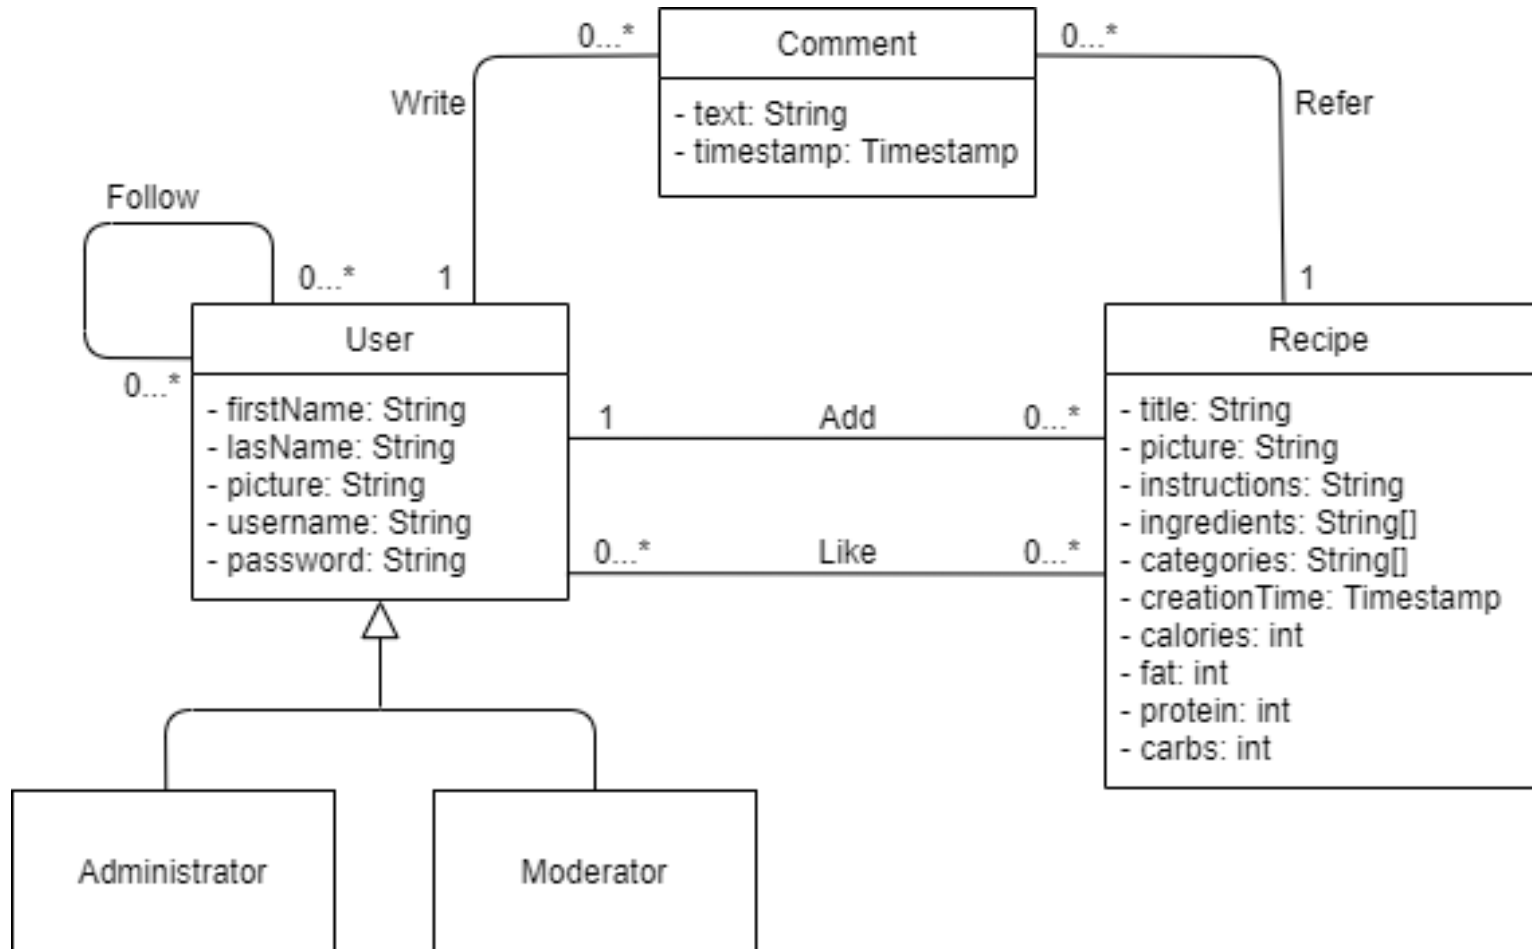 0...*
Comment
0...*
Write
- text: String
- timestamp: Timestamp
Refer
Follow
0...*
1
1
0...*
User
- firstName: String
- lasName: String
- picture: String
- username: String
- password: String
1
Add
0...*
0...*
Like
0...*
Recipe
- title: String
- picture: String
- instructions: String
- ingredients: String[]
- categories: String[]
- creationTime: Timestamp
- calories: int
- fat: int
- protein: int
- carbs: int
Administrator
Moderator